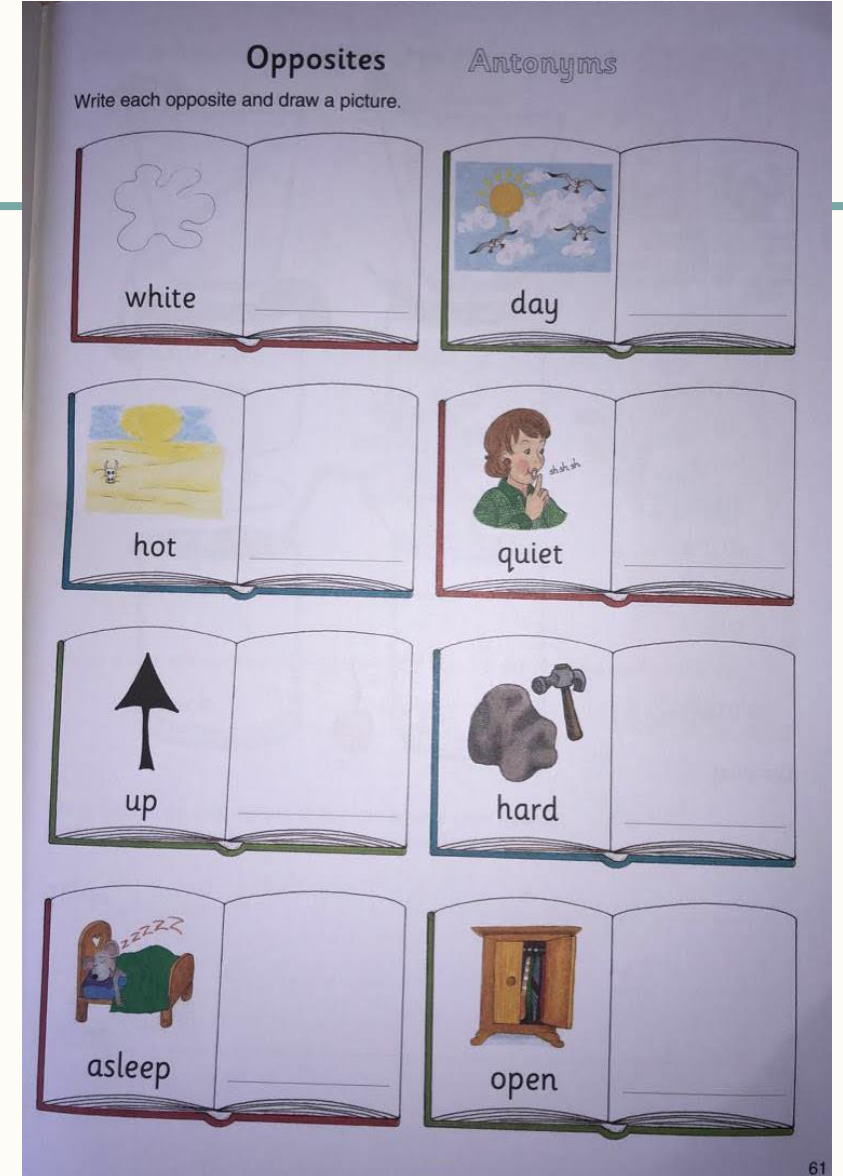 Opposites Antonyms
Write each opposite and draw a picture.
white
day
hot
sh sh sh
quiet
up
hard
zzzzz
asleep
open
61